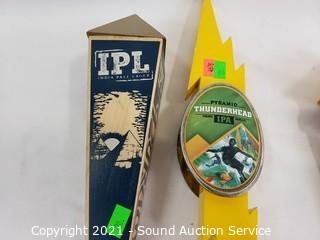 IPL
INDIA PALE LAGER
PYRAMID
THUNDERHEAD
IPA
Copyright 2021 - Sound Auction Service